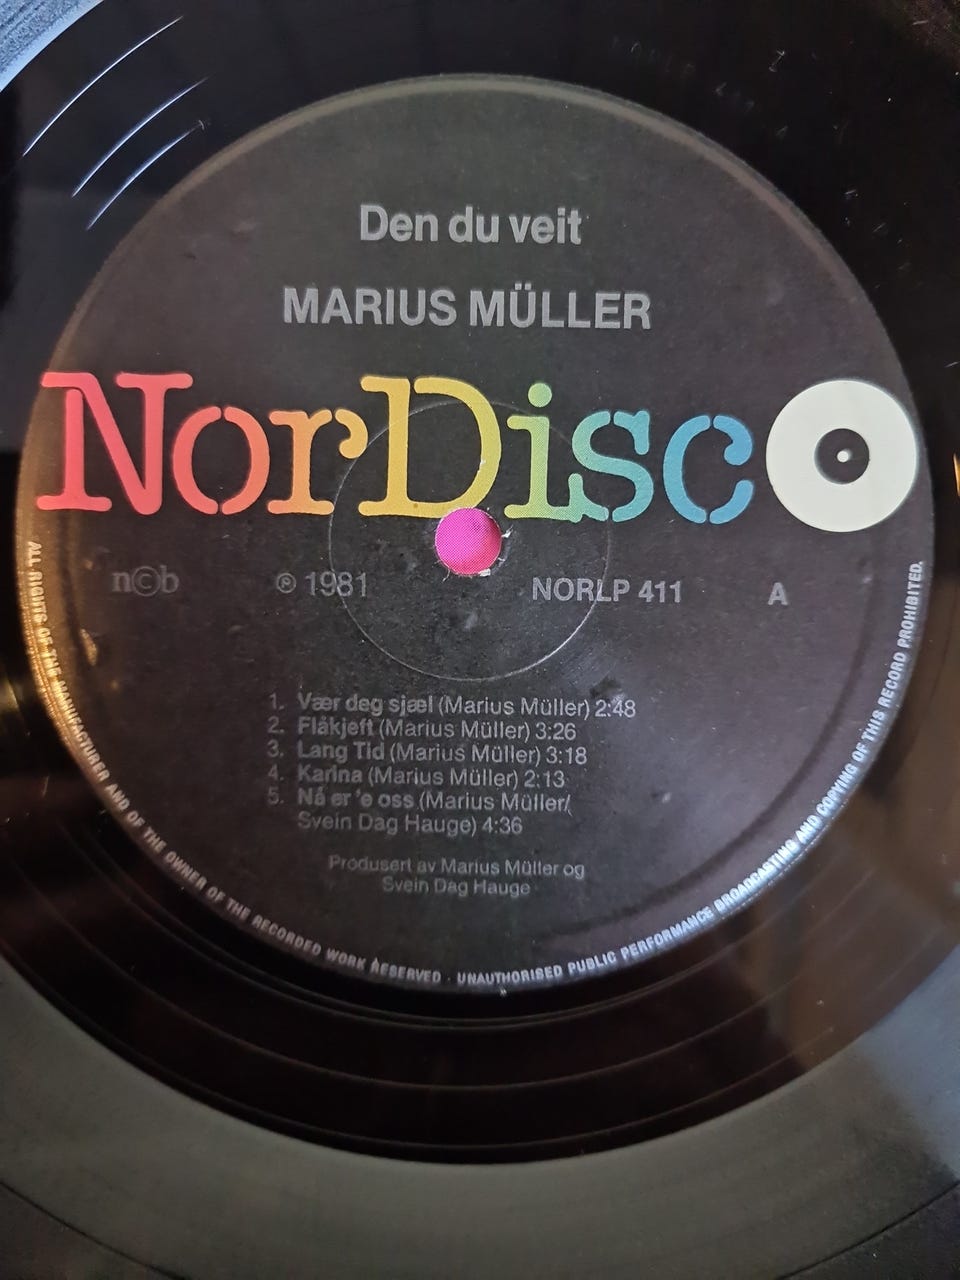 Den du veit
MARIUS MÜLLER
NorDisco
n©b ℗ 1981 NORLP 411 A
1. Vær deg sjæl (Marius Müller) 2:48
2. Flåkjeft (Marius Müller) 3:26
3. Lang Tid (Marius Müller) 3:18
4. Karina (Marius Müller) 2:13
5. Nå er 'e oss (Marius Müller/
Svein Dag Hauge) 4:36
Produsert av Marius Müller og
Svein Dag Hauge
ALL RIGHTS OF THE MANUFACTURER AND OF THE OWNER OF THE RECORDED WORK RESERVED · UNAUTHORISED PUBLIC PERFORMANCE BROADCASTING AND COPYING OF THIS RECORD PROHIBITED.